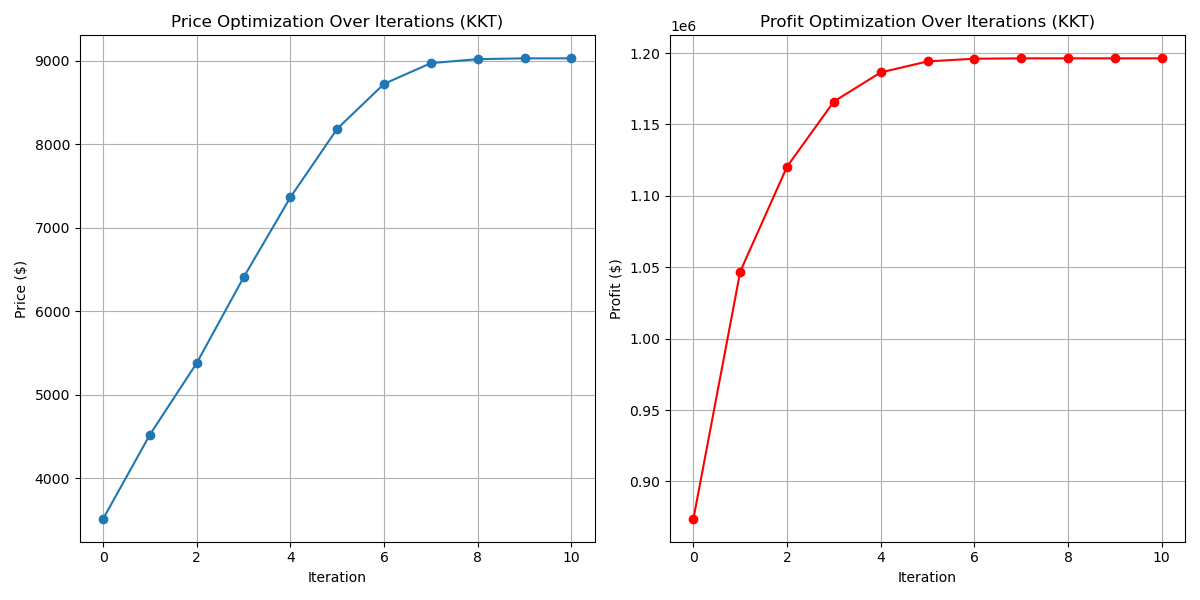 Price Optimization Over Iterations (KKT)
9000
8000
7000
6000
5000
4000
Price ($)
0 2 4 6 8 10
Iteration
Profit Optimization Over Iterations (KKT)
1e6
1.20
1.15
1.10
1.05
1.00
0.95
0.90
Profit ($)
0 2 4 6 8 10
Iteration